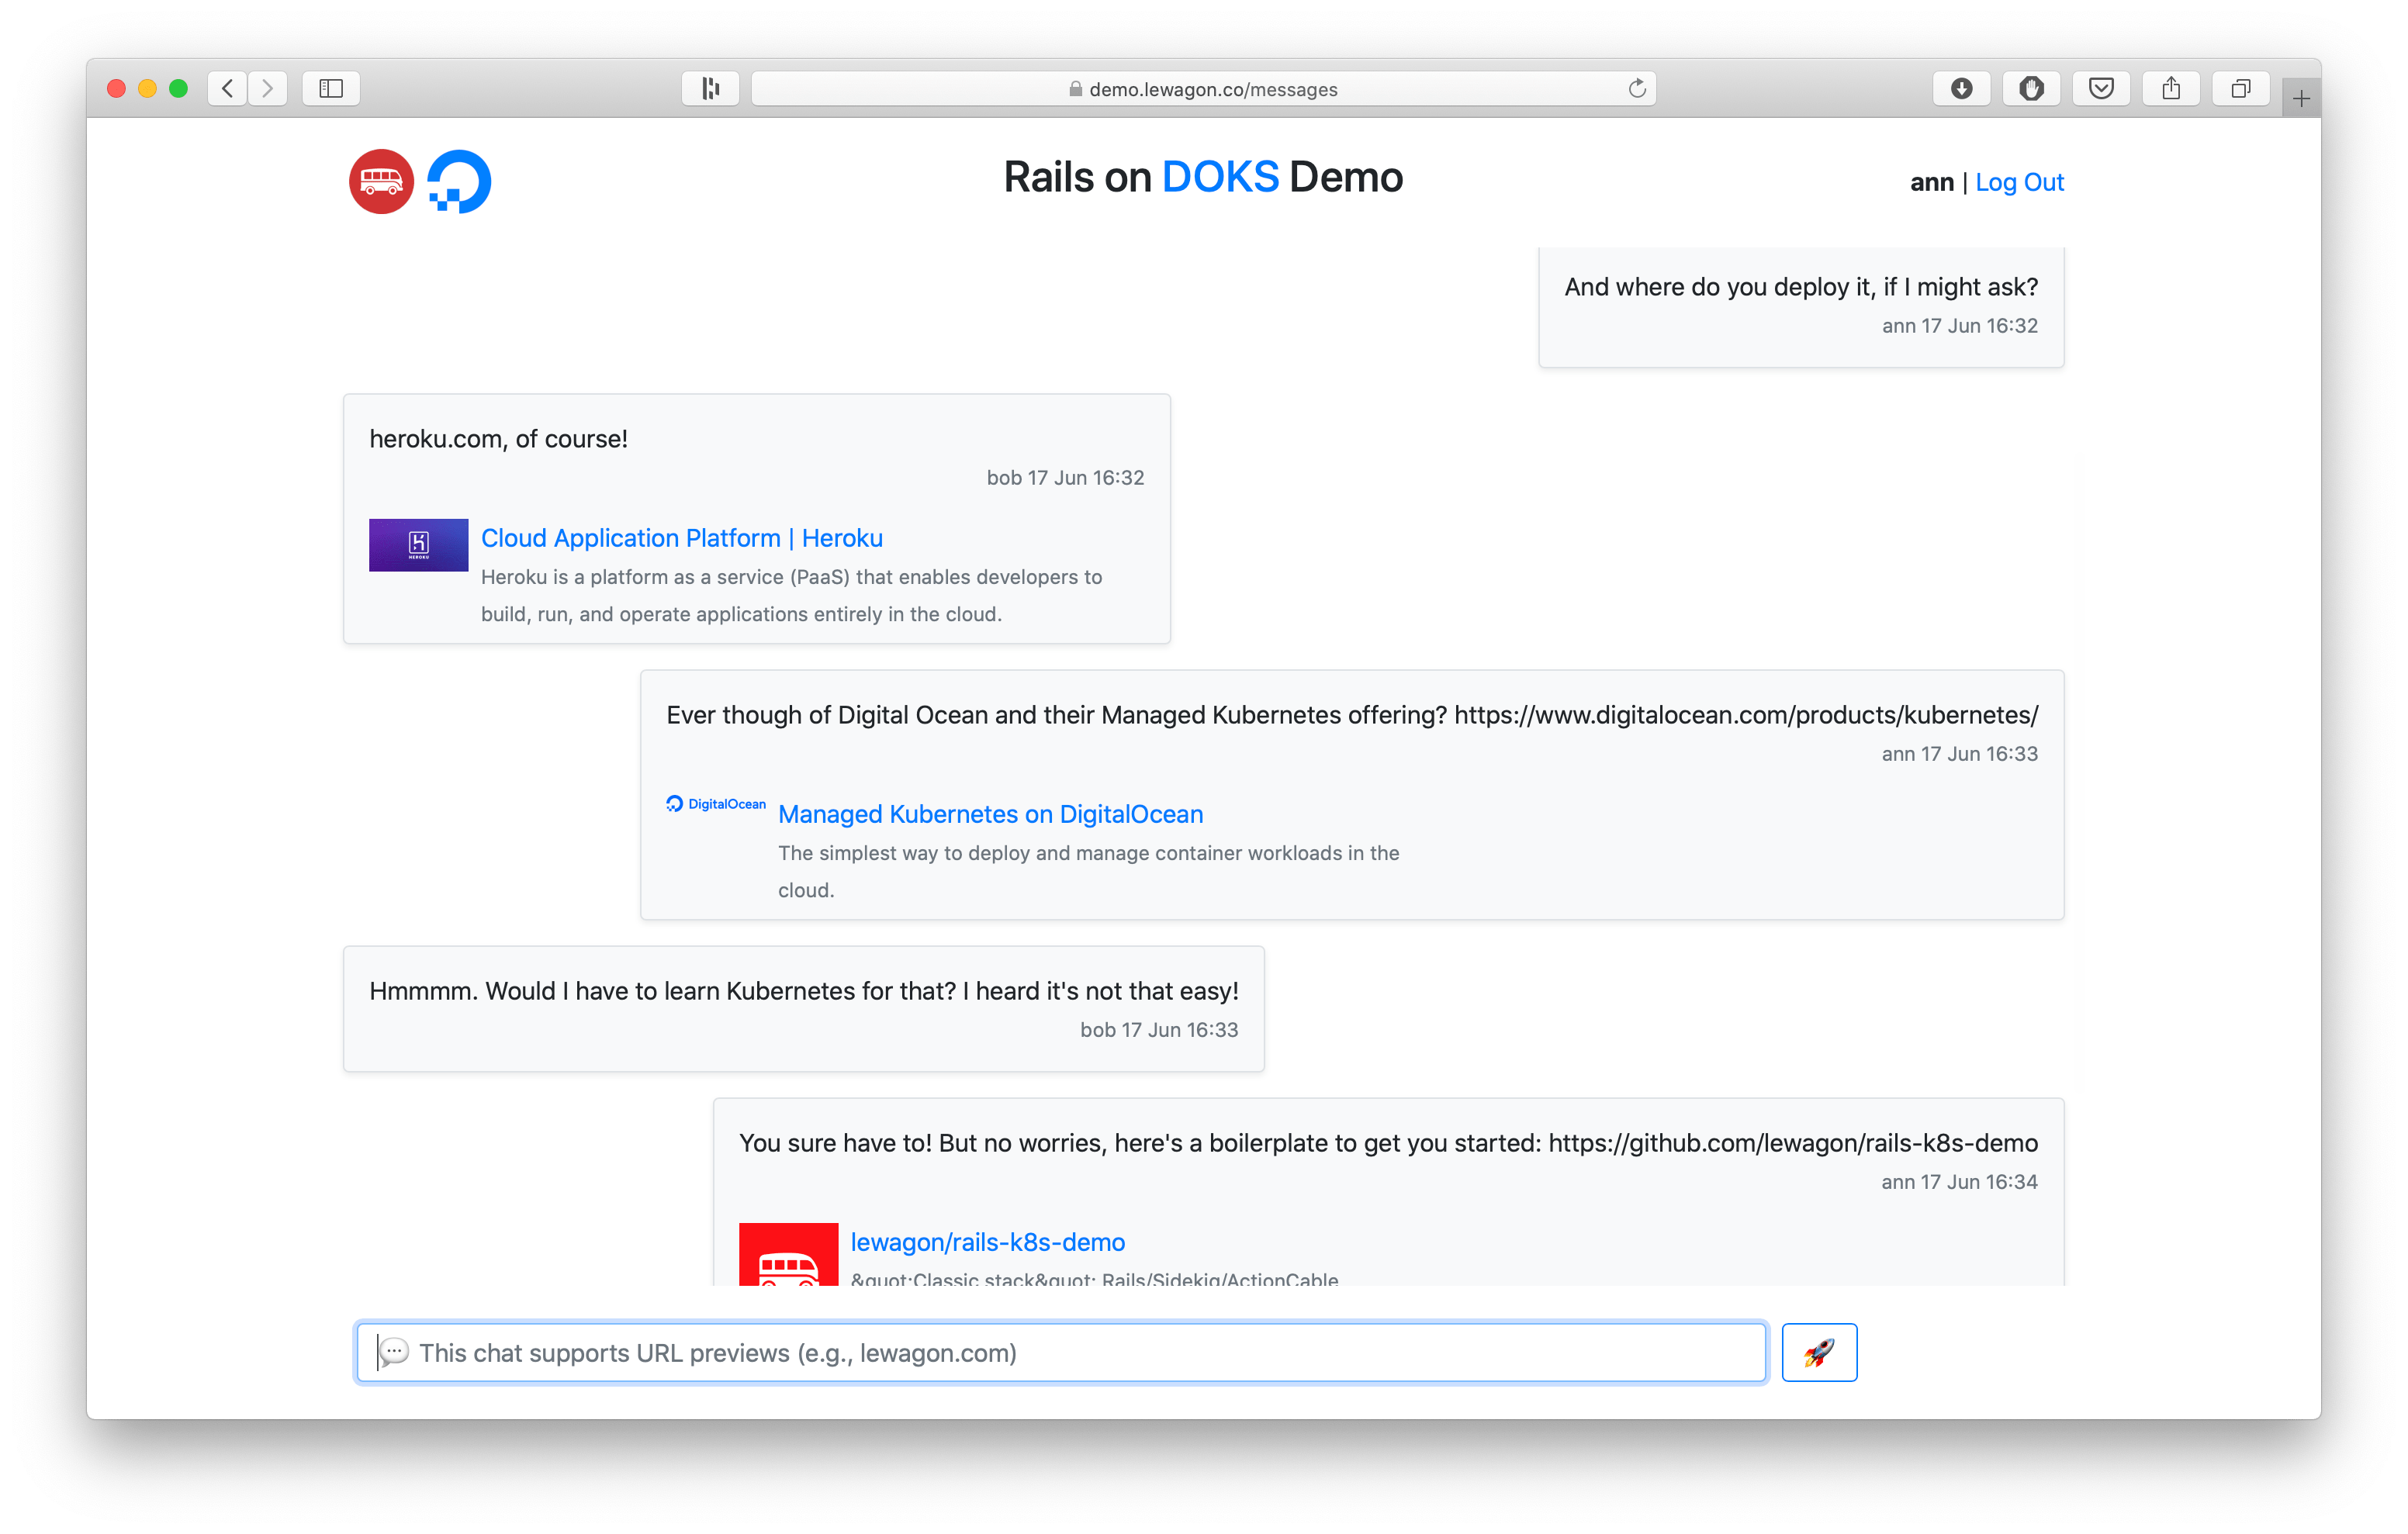 demo.lewagon.co/messages
Rails on DOKS Demo
ann | Log Out
And where do you deploy it, if I might ask?
ann 17 Jun 16:32
heroku.com, of course!
bob 17 Jun 16:32
HEROKU
Cloud Application Platform | Heroku
Heroku is a platform as a service (PaaS) that enables developers to
build, run, and operate applications entirely in the cloud.
Ever though of Digital Ocean and their Managed Kubernetes offering? https://www.digitalocean.com/products/kubernetes/
ann 17 Jun 16:33
DigitalOcean
Managed Kubernetes on DigitalOcean
The simplest way to deploy and manage container workloads in the
cloud.
Hmmmm. Would I have to learn Kubernetes for that? I heard it's not that easy!
bob 17 Jun 16:33
You sure have to! But no worries, here's a boilerplate to get you started: https://github.com/lewagon/rails-k8s-demo
ann 17 Jun 16:34
lewagon/rails-k8s-demo
&quot;Classic stack&quot; Rails/Sidekiq/ActionCable
This chat supports URL previews (e.g., lewagon.com)